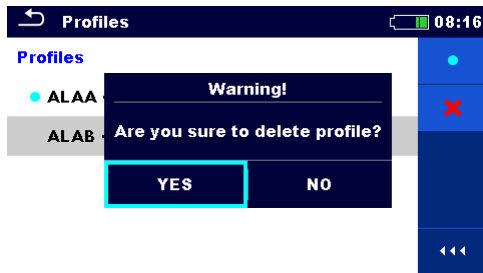 Profiles
08:16
Profiles
ALAA -
Warning!
Are you sure to delete profile?
ALAB -
YES
NO